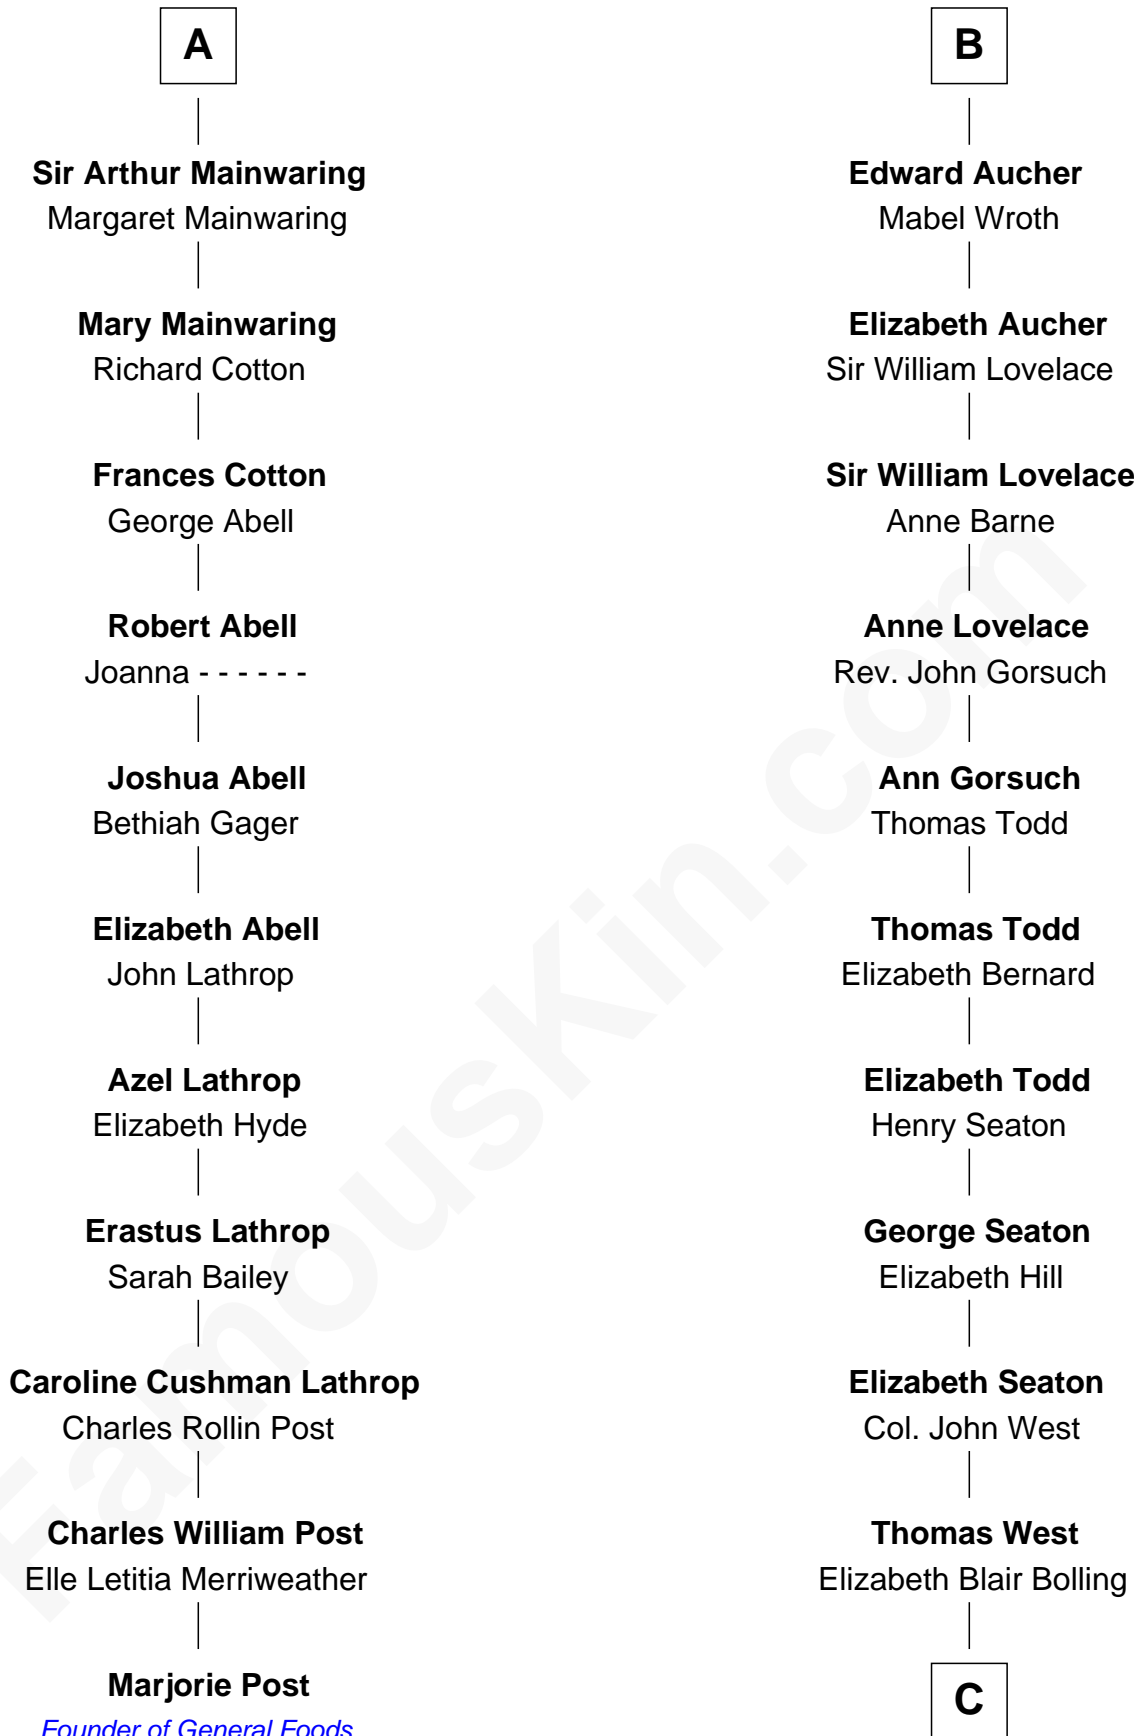 A
Sir Arthur Mainwaring
Margaret Mainwaring
Mary Mainwaring
Richard Cotton
Frances Cotton
George Abell
Robert Abell
Joanna - - - - - -
Joshua Abell
Bethiah Gager
Elizabeth Abell
John Lathrop
Azel Lathrop
Elizabeth Hyde
Erastus Lathrop
Sarah Bailey
Caroline Cushman Lathrop
Charles Rollin Post
Charles William Post
Elle Letitia Merriweather
Marjorie Post
Founder of General Foods
B
Edward Aucher
Mabel Wroth
Elizabeth Aucher
Sir William Lovelace
Sir William Lovelace
Anne Barne
Anne Lovelace
Rev. John Gorsuch
Ann Gorsuch
Thomas Todd
Thomas Todd
Elizabeth Bernard
Elizabeth Todd
Henry Seaton
George Seaton
Elizabeth Hill
Elizabeth Seaton
Col. John West
Thomas West
Elizabeth Blair Bolling
C
FamousKin.com